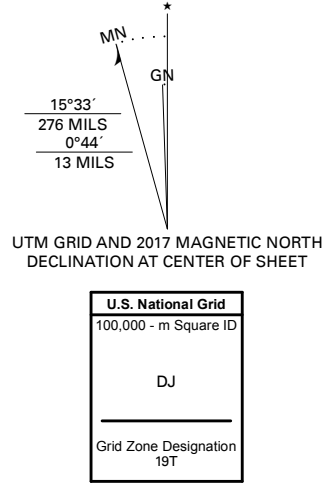 ★
MN
GN
15°33´
276 MILS
0°44´
13 MILS
UTM GRID AND 2017 MAGNETIC NORTH
DECLINATION AT CENTER OF SHEET
U.S. National Grid
100,000 - m Square ID
DJ
Grid Zone Designation
19T